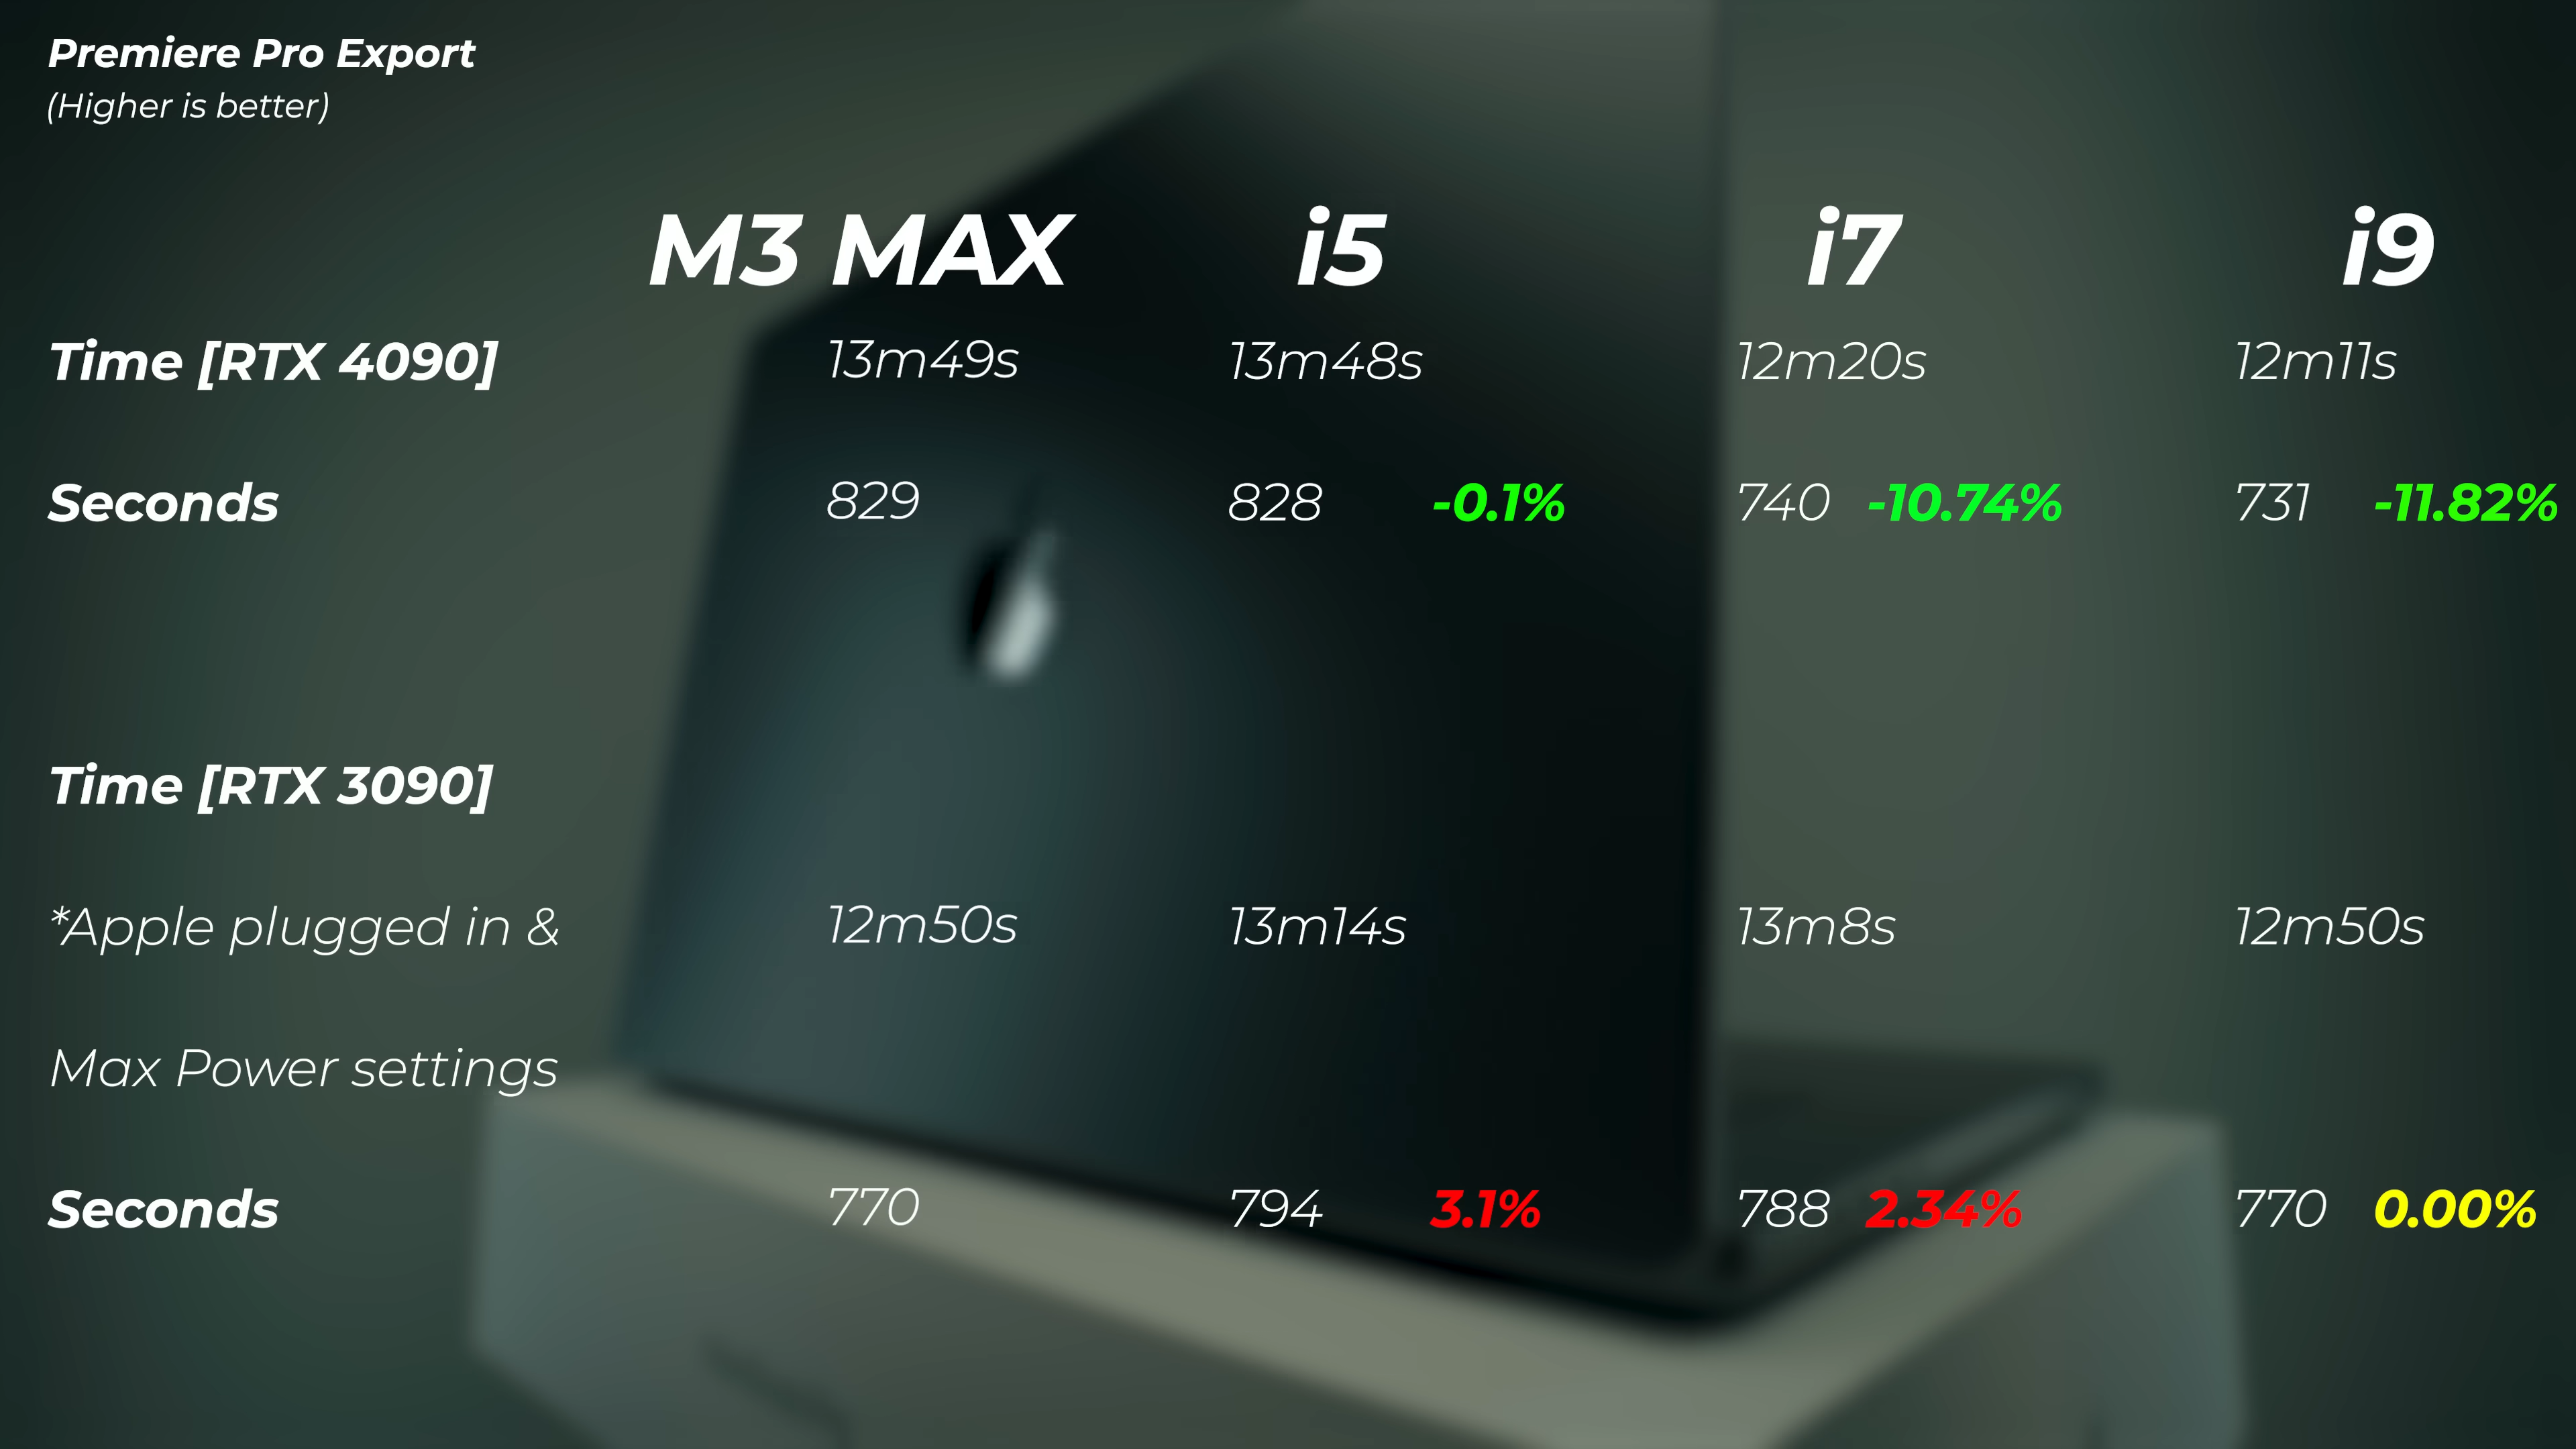 Premiere Pro Export
(Higher is better)
M3 MAX i5 i7 i9
Time [RTX 4090] 13m49s 13m48s 12m20s 12m11s
Seconds 829 828 -0.1% 740 -10.74% 731 -11.82%
Time [RTX 3090]
*Apple plugged in & 12m50s 13m14s 13m8s 12m50s
Max Power settings
Seconds 770 794 3.1% 788 2.34% 770 0.00%